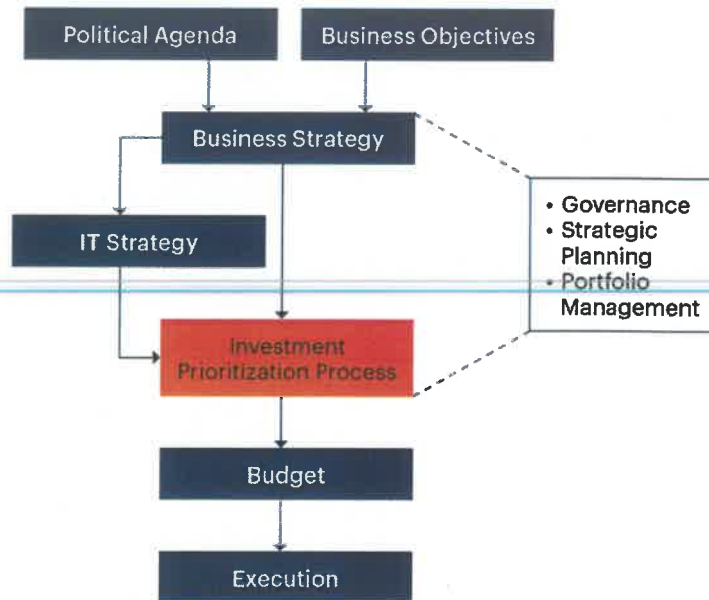 Political Agenda
Business Objectives
Business Strategy
IT Strategy
• Governance
• Strategic
Planning
• Portfolio
Management
Investment
Prioritization Process
Budget
Execution